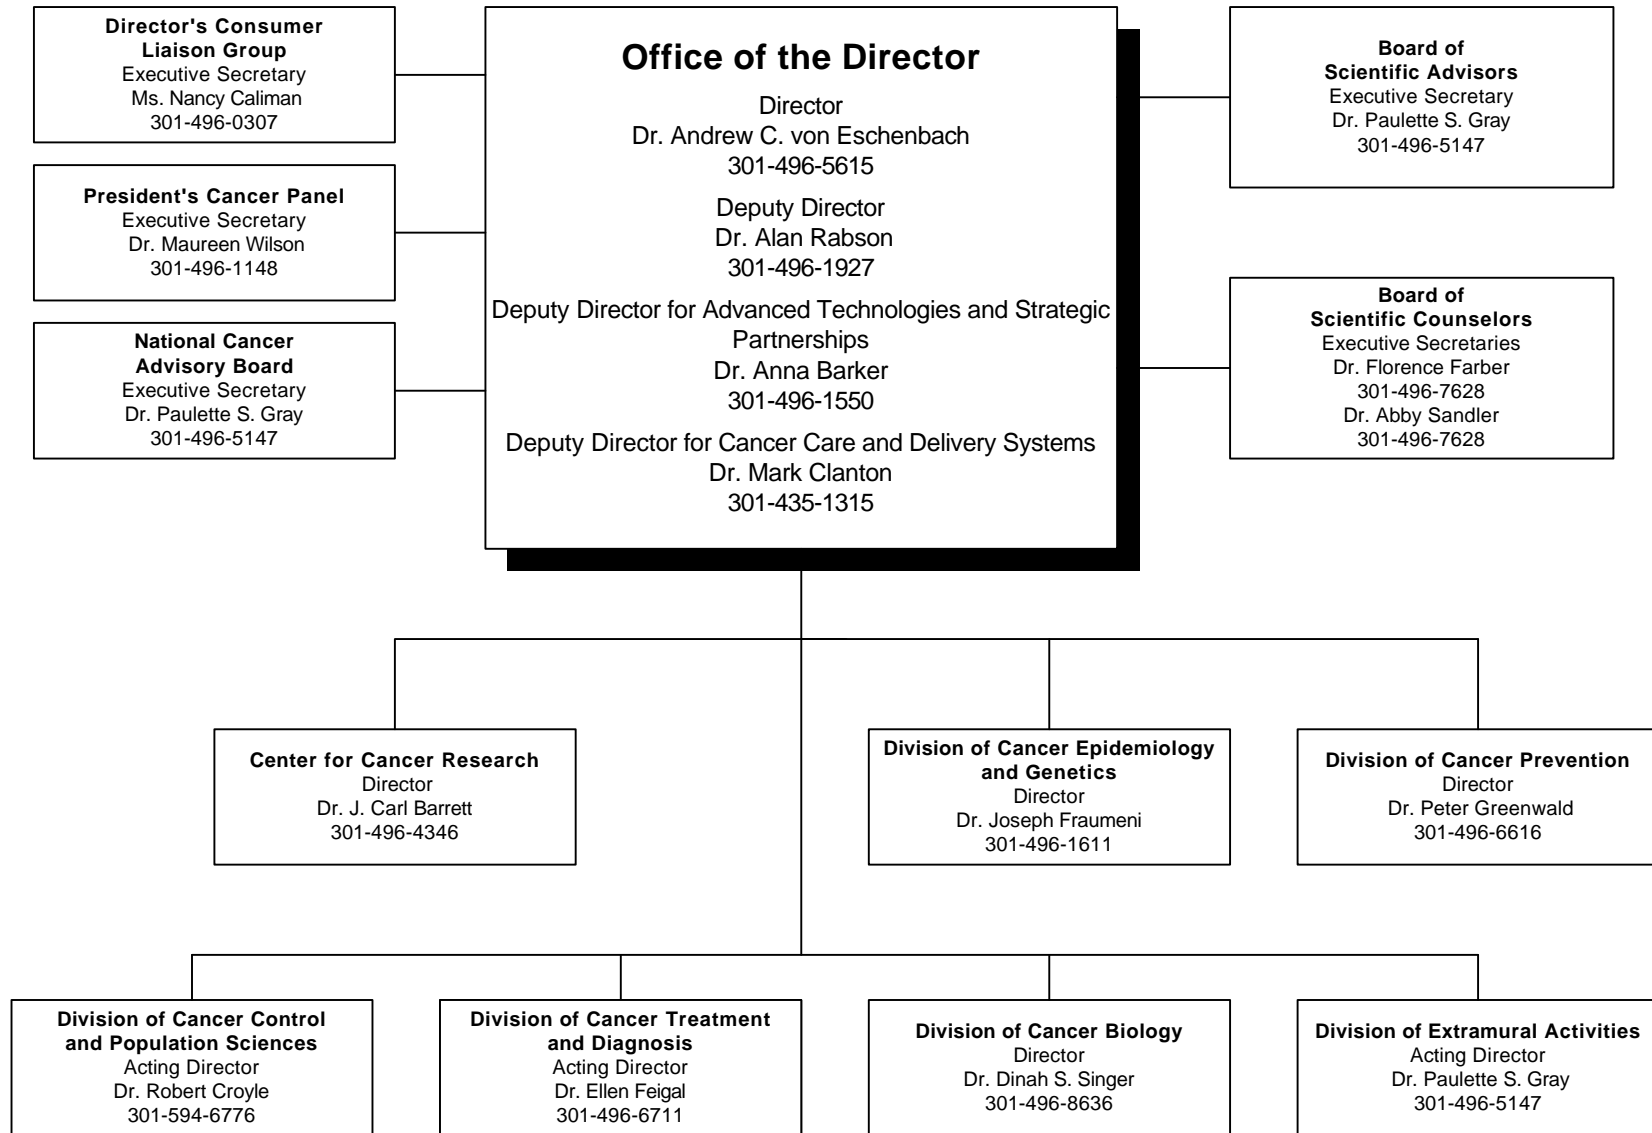 Director's Consumer
Liaison Group
Executive Secretary
Ms. Nancy Caliman
301-496-0307
President's Cancer Panel
Executive Secretary
Dr. Maureen Wilson
301-496-1148
National Cancer
Advisory Board
Executive Secretary
Dr. Paulette S. Gray
301-496-5147
Office of the Director
Director
Dr. Andrew C. von Eschenbach
301-496-5615
Deputy Director
Dr. Alan Rabson
301-496-1927
Deputy Director for Advanced Technologies and Strategic
Partnerships
Dr. Anna Barker
301-496-1550
Deputy Director for Cancer Care and Delivery Systems
Dr. Mark Clanton
301-435-1315
Board of
Scientific Advisors
Executive Secretary
Dr. Paulette S. Gray
301-496-5147
Board of
Scientific Counselors
Executive Secretaries
Dr. Florence Farber
301-496-7628
Dr. Abby Sandler
301-496-7628
Center for Cancer Research
Director
Dr. J. Carl Barrett
301-496-4346
Division of Cancer Epidemiology
and Genetics
Director
Dr. Joseph Fraumeni
301-496-1611
Division of Cancer Prevention
Director
Dr. Peter Greenwald
301-496-6616
Division of Cancer Control
and Population Sciences
Acting Director
Dr. Robert Croyle
301-594-6776
Division of Cancer Treatment
and Diagnosis
Acting Director
Dr. Ellen Feigal
301-496-6711
Division of Cancer Biology
Director
Dr. Dinah S. Singer
301-496-8636
Division of Extramural Activities
Acting Director
Dr. Paulette S. Gray
301-496-5147